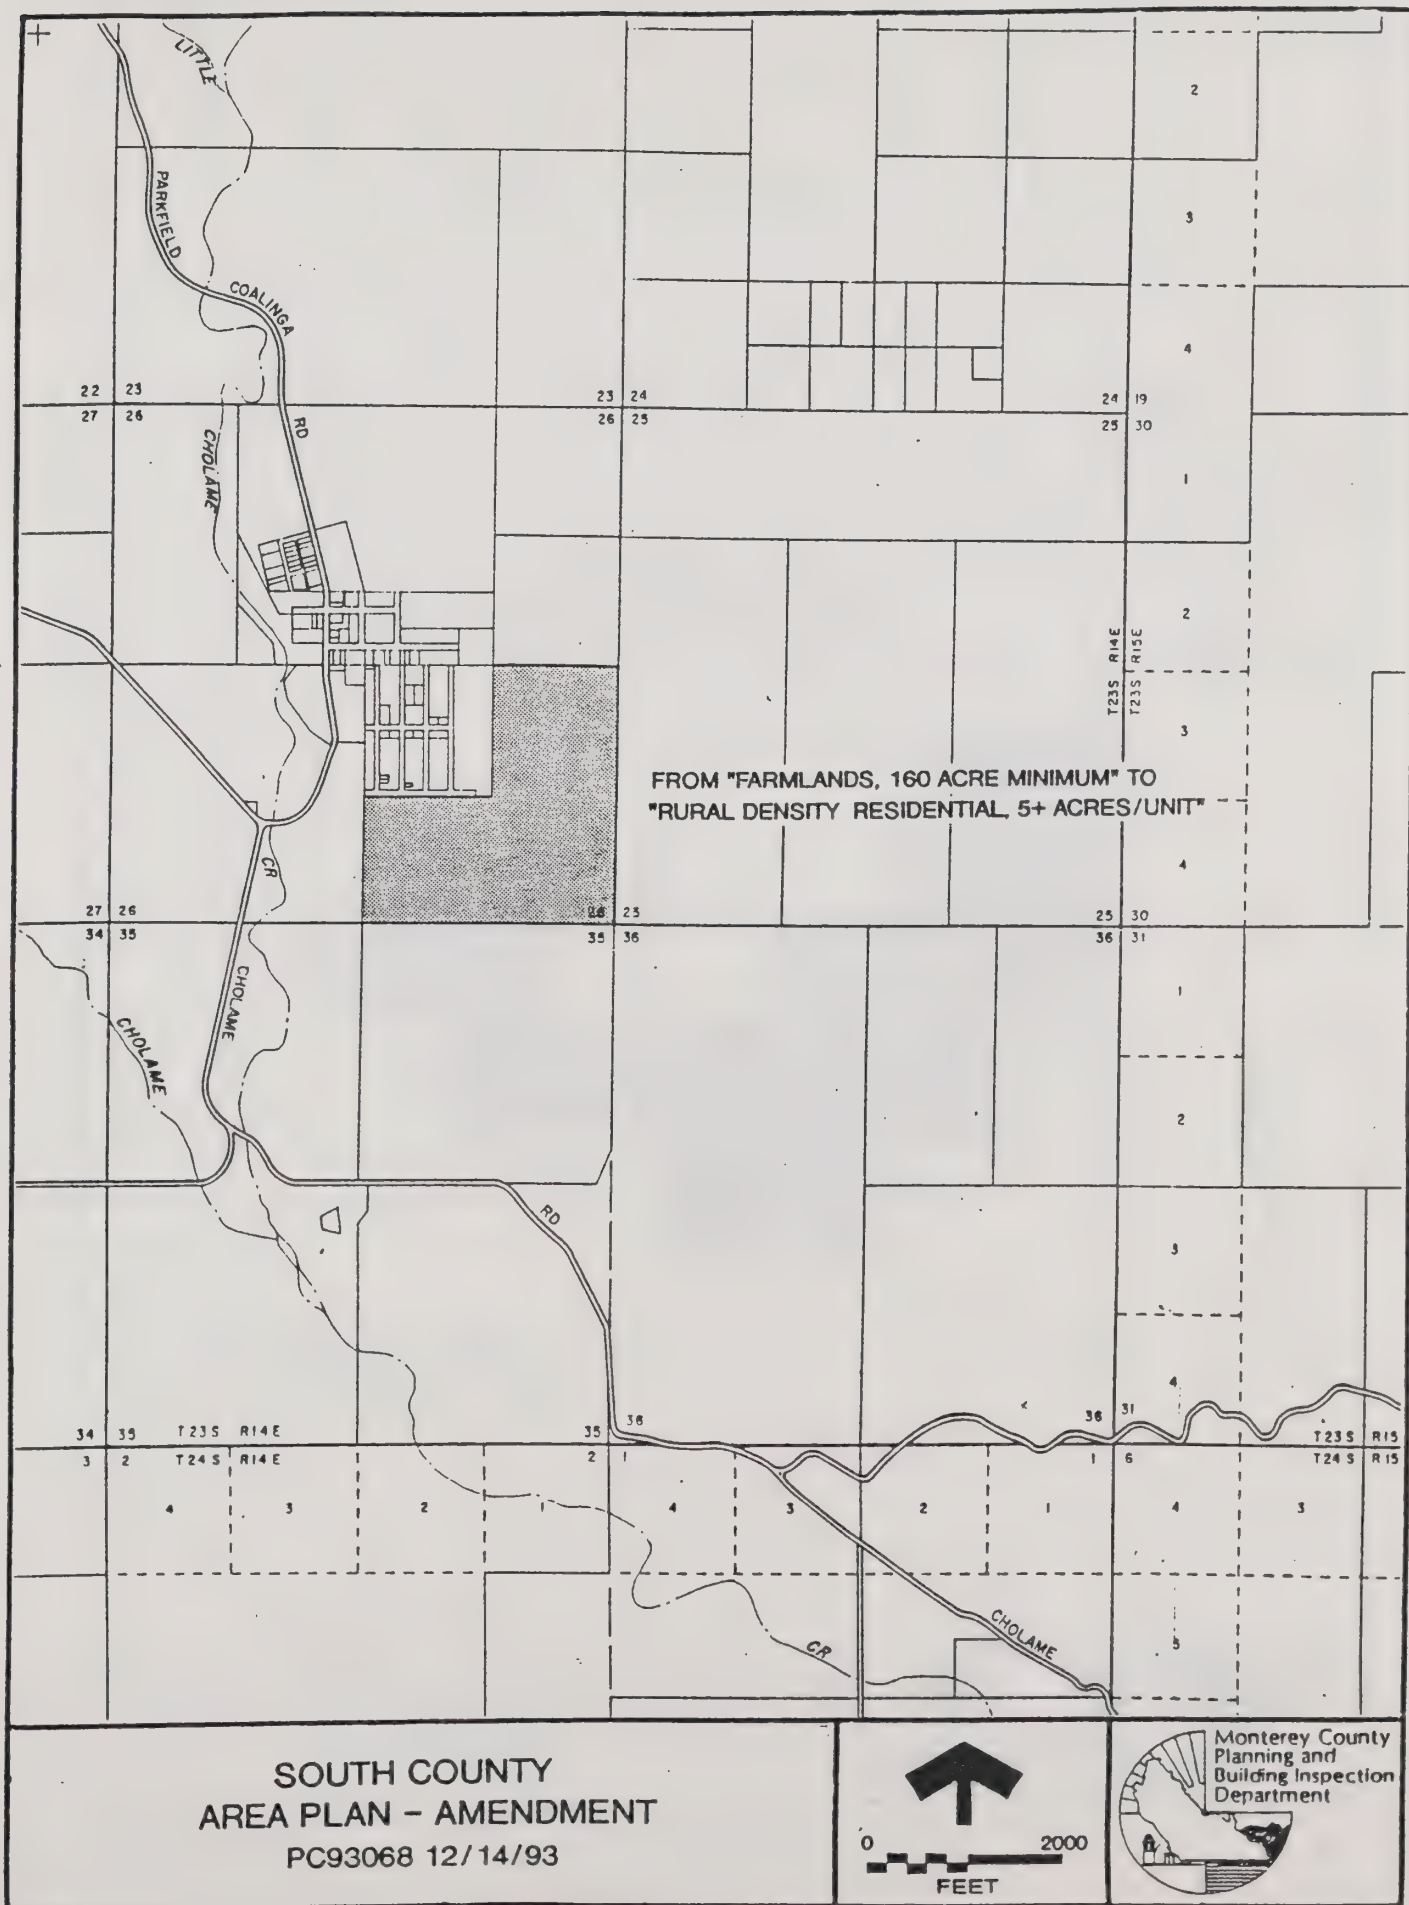 LITTLE
2
PARKFIELD
3
COALINGA
4
22 23
23 24
24 19
27 26
26 25
25 30
RD
CHOLAME
1
2
T23S R14E
T23S R15E
3
FROM "FARMLANDS, 160 ACRE MINIMUM" TO
"RURAL DENSITY RESIDENTIAL, 5+ ACRES/UNIT"
CR
4
27 26
26 25
25 30
34 35
35 36
36 31
CHOLAME
1
CHOLAME
2
RD
3
4
36
36 31
34 35 T23S R14E
35
T23S R15
3 2 T24S R14E
2 1
1 6
T24S R15
4 3 2 1 4 3 2 1 4 3
CHOLAME
CR
5
SOUTH COUNTY
AREA PLAN - AMENDMENT
PC93068 12/14/93
0 2000
FEET
Monterey County
Planning and
Building Inspection
Department